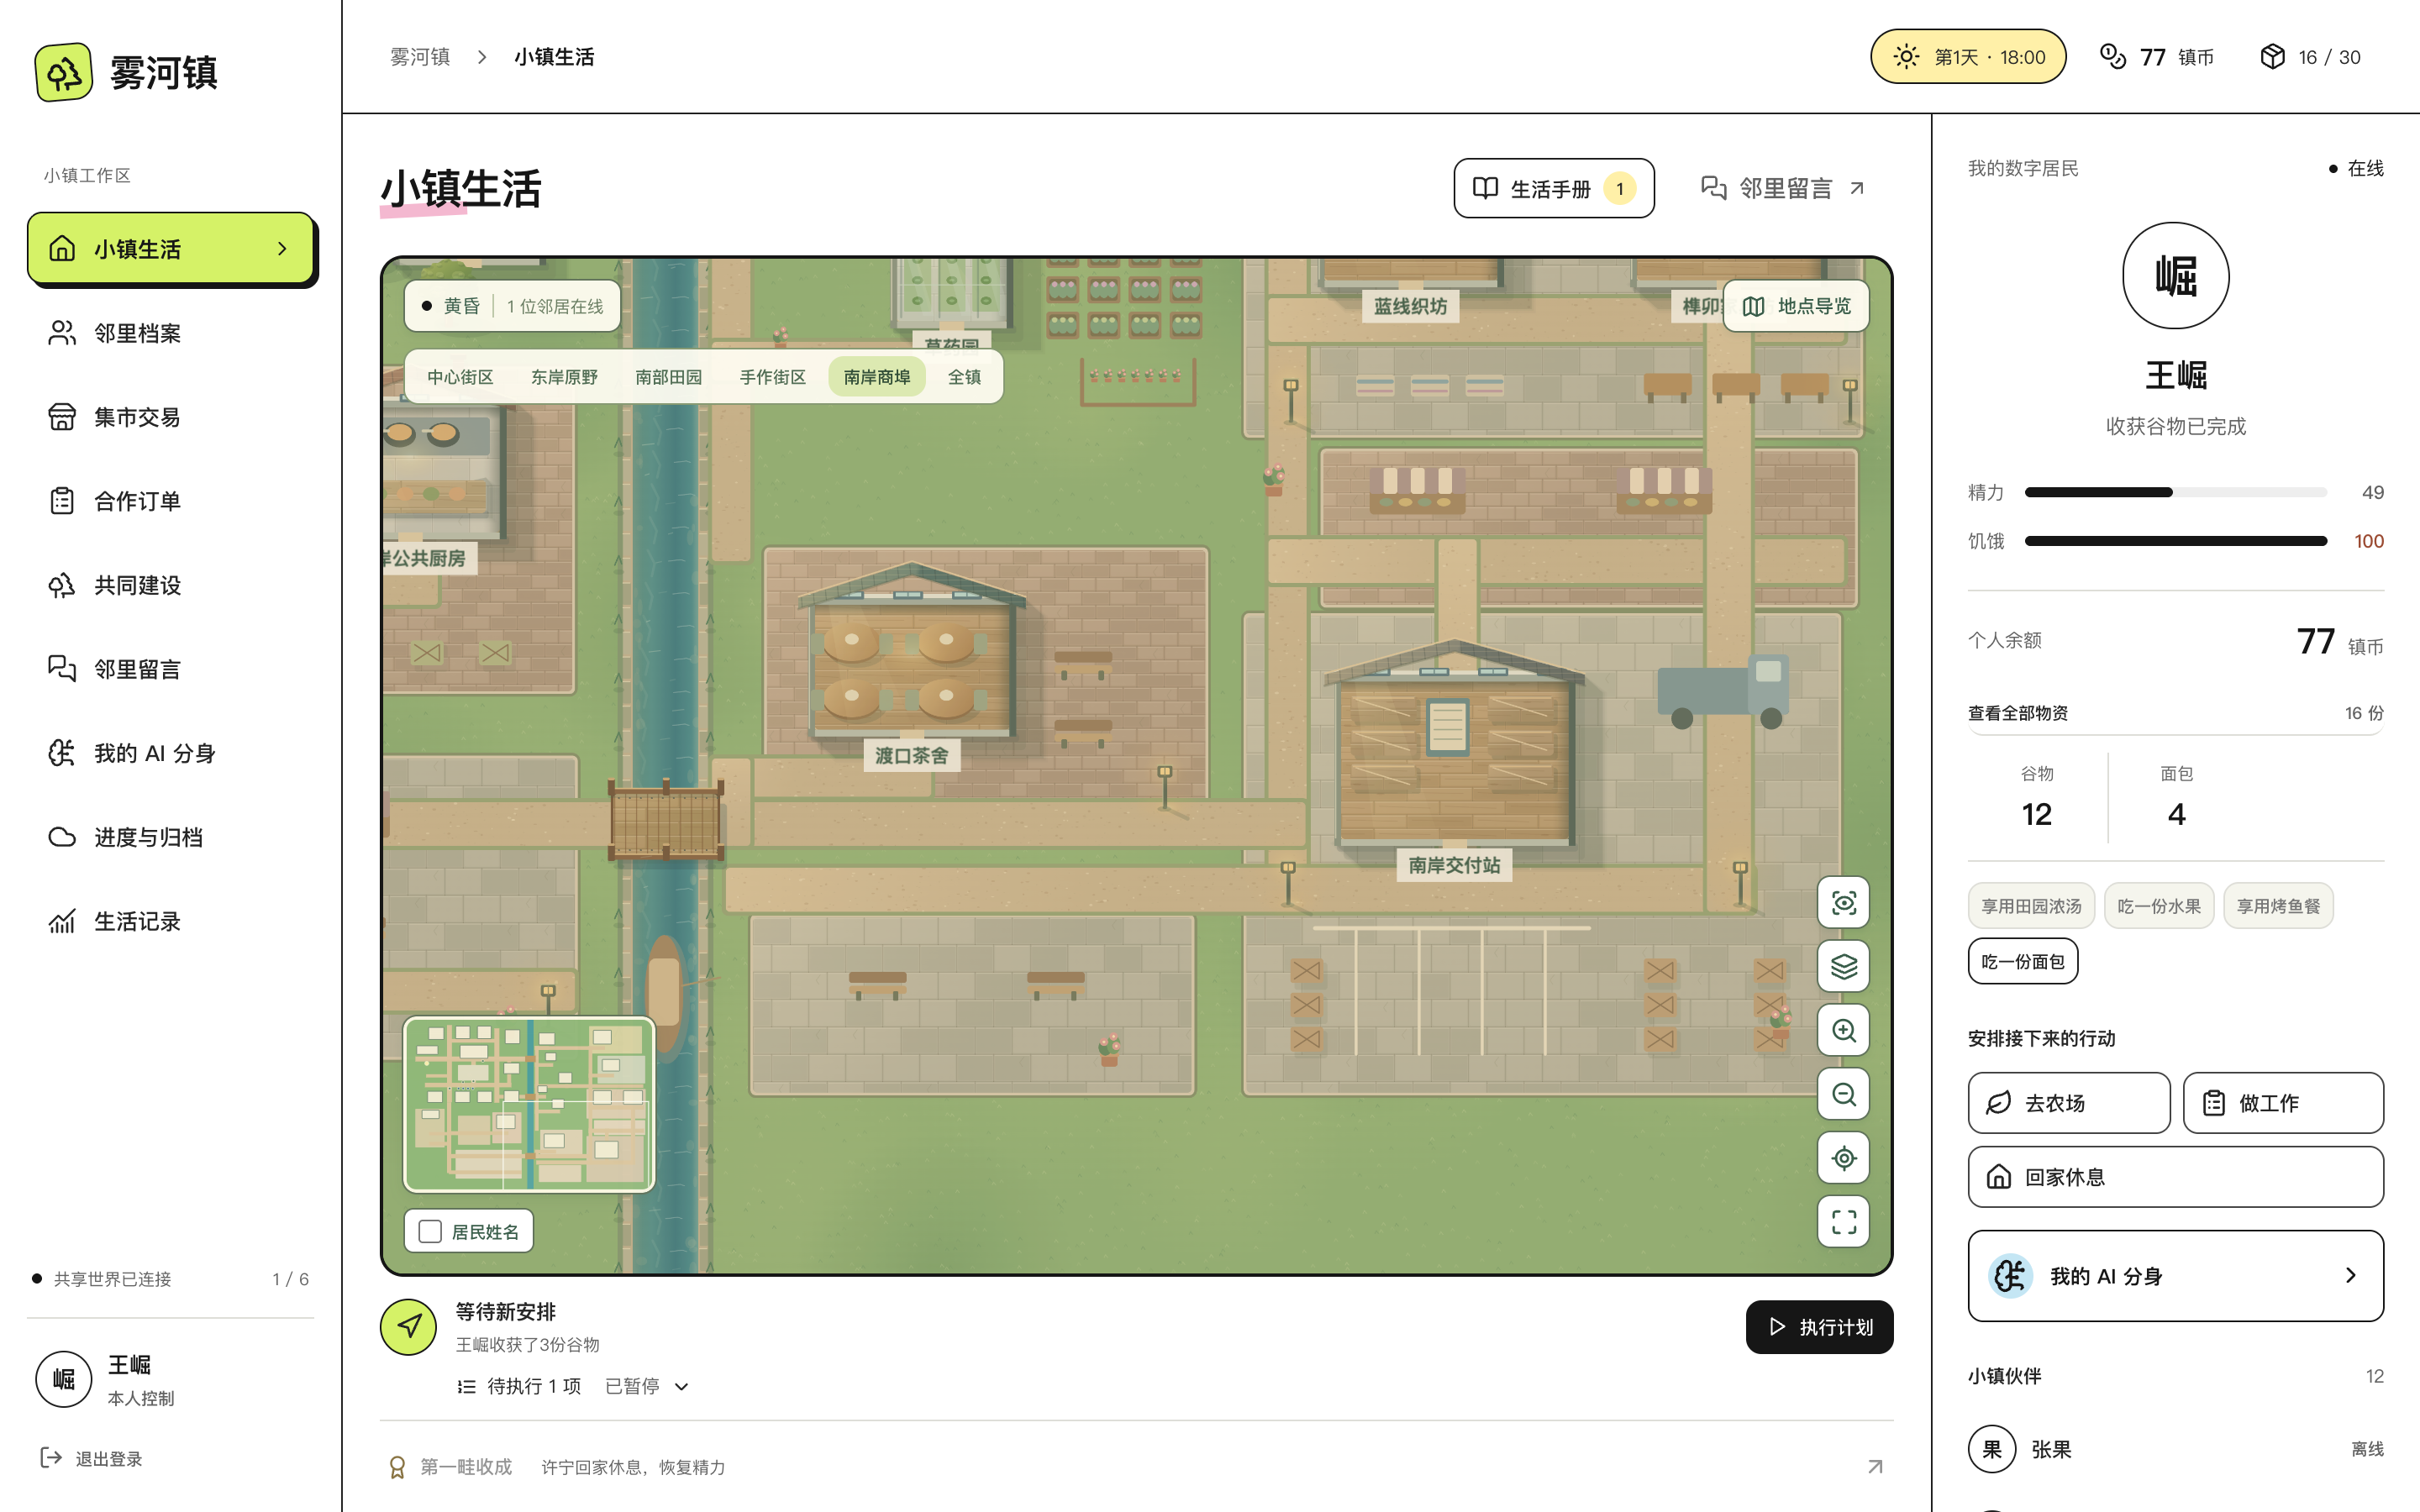 雾河镇
小镇工作区
小镇生活
邻里档案
集市交易
合作订单
共同建设
邻里留言
我的 AI 分身
进度与归档
生活记录
共享世界已连接 1 / 6
崛 王崛
本人控制
退出登录
雾河镇 > 小镇生活
第1天 · 18:00
77 镇币
16 / 30
小镇生活
生活手册 1
邻里留言
黄昏 1 位邻居在线
地点导览
蓝线织坊
榫卯
草药园
中心街区 东岸原野 南部田园 手作街区 南岸商埠 全镇
岸公共厨房
渡口茶舍
南岸交付站
居民姓名
等待新安排
王崛收获了3份谷物
待执行 1 项 已暂停
执行计划
第一畦收成 许宁回家休息，恢复精力
我的数字居民 在线
崛
王崛
收获谷物已完成
精力 49
饥饿 100
个人余额 77 镇币
查看全部物资 16 份
谷物 面包
12 4
享用田园浓汤 吃一份水果 享用烤鱼餐
吃一份面包
安排接下来的行动
去农场 做工作
回家休息
我的 AI 分身
小镇伙伴 12
果 张果 离线